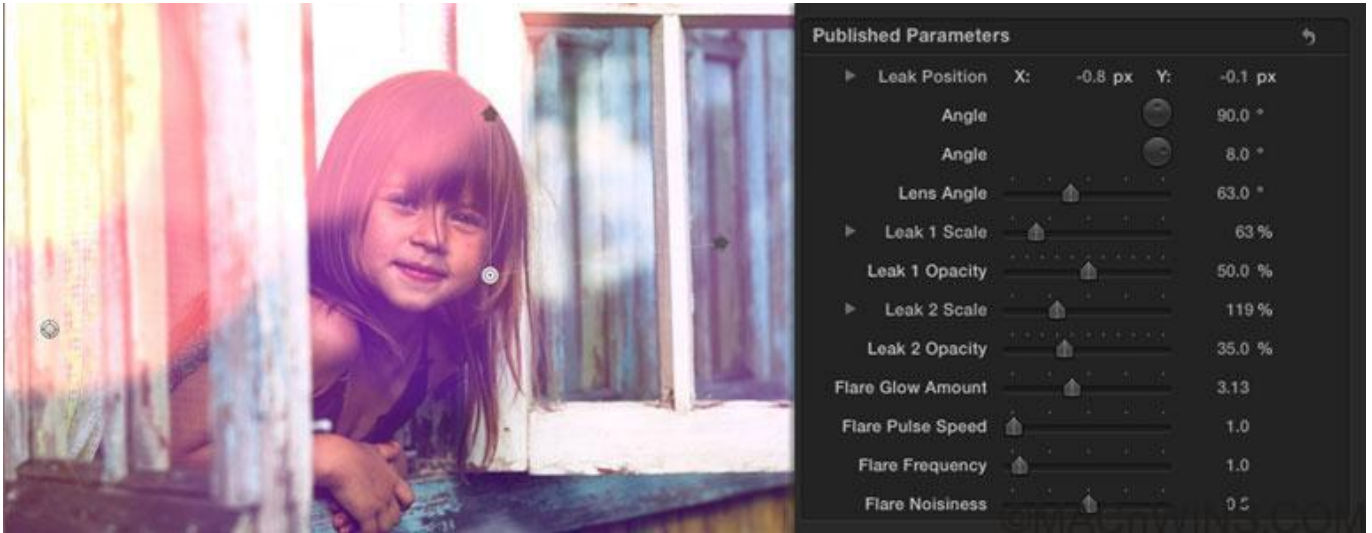 Published Parameters
Leak Position X: -0.8 px Y: -0.1 px
Angle 90.0 °
Angle 8.0 °
Lens Angle 63.0 °
Leak 1 Scale 63 %
Leak 1 Opacity 50.0 %
Leak 2 Scale 119 %
Leak 2 Opacity 35.0 %
Flare Glow Amount 3.13
Flare Pulse Speed 1.0
Flare Frequency 1.0
Flare Noisiness